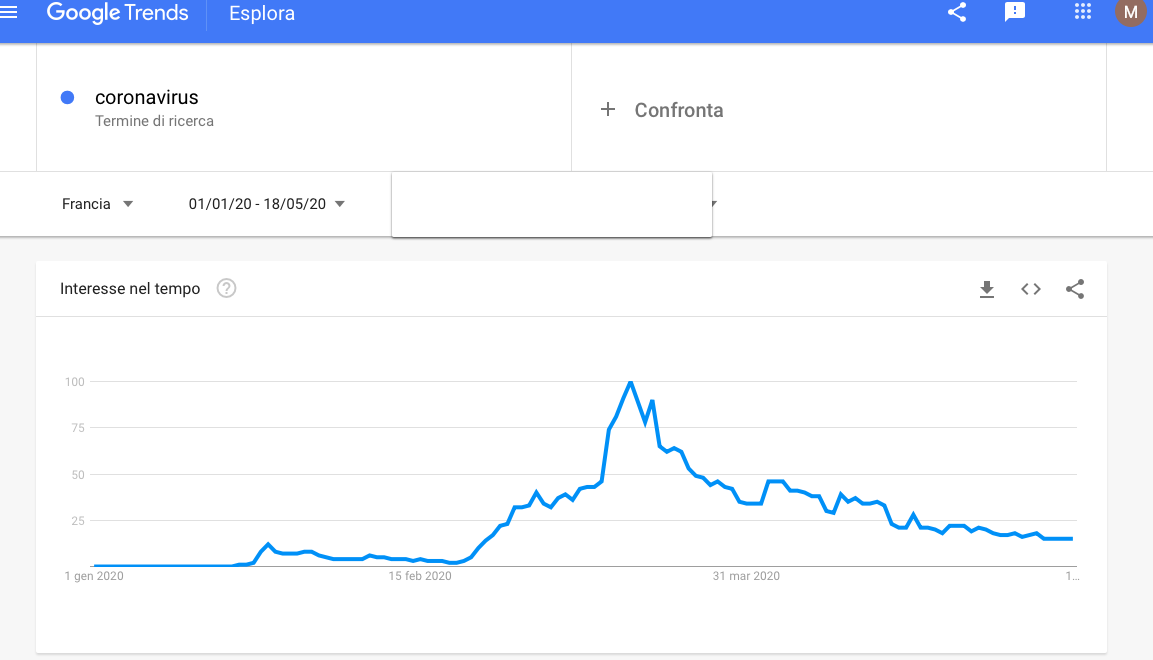 Google Trends Esplora M
coronavirus
Termine di ricerca
+ Confronta
Francia 01/01/20 - 18/05/20
Interesse nel tempo ?
100
75
50
25
1 gen 2020 15 feb 2020 31 mar 2020 1...